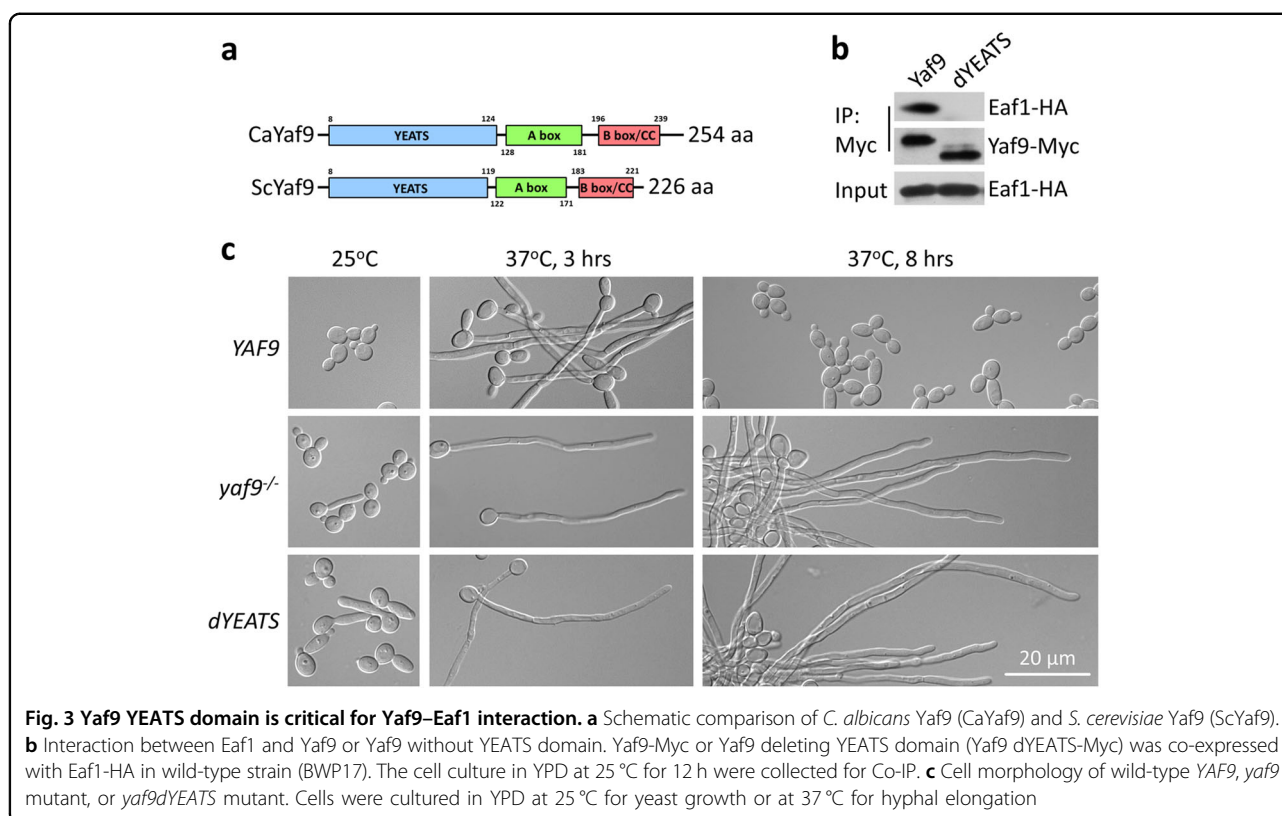 a
8 124 196 239
CaYaf9 YEATS A box B box/CC 254 aa
128 181
8 119 183 221
ScYaf9 YEATS A box B box/CC 226 aa
122 171
b
Yaf9 dYEATS
IP: Myc
Eaf1-HA
Yaf9-Myc
Input Eaf1-HA
c
25°C 37°C, 3 hrs 37°C, 8 hrs
YAF9
yaf9-/-
dYEATS
20 µm
Fig. 3 Yaf9 YEATS domain is critical for Yaf9–Eaf1 interaction. a Schematic comparison of C. albicans Yaf9 (CaYaf9) and S. cerevisiae Yaf9 (ScYaf9).
b Interaction between Eaf1 and Yaf9 or Yaf9 without YEATS domain. Yaf9-Myc or Yaf9 deleting YEATS domain (Yaf9 dYEATS-Myc) was co-expressed
with Eaf1-HA in wild-type strain (BWP17). The cell culture in YPD at 25 °C for 12 h were collected for Co-IP. c Cell morphology of wild-type YAF9, yaf9
mutant, or yaf9dYEATS mutant. Cells were cultured in YPD at 25 °C for yeast growth or at 37 °C for hyphal elongation